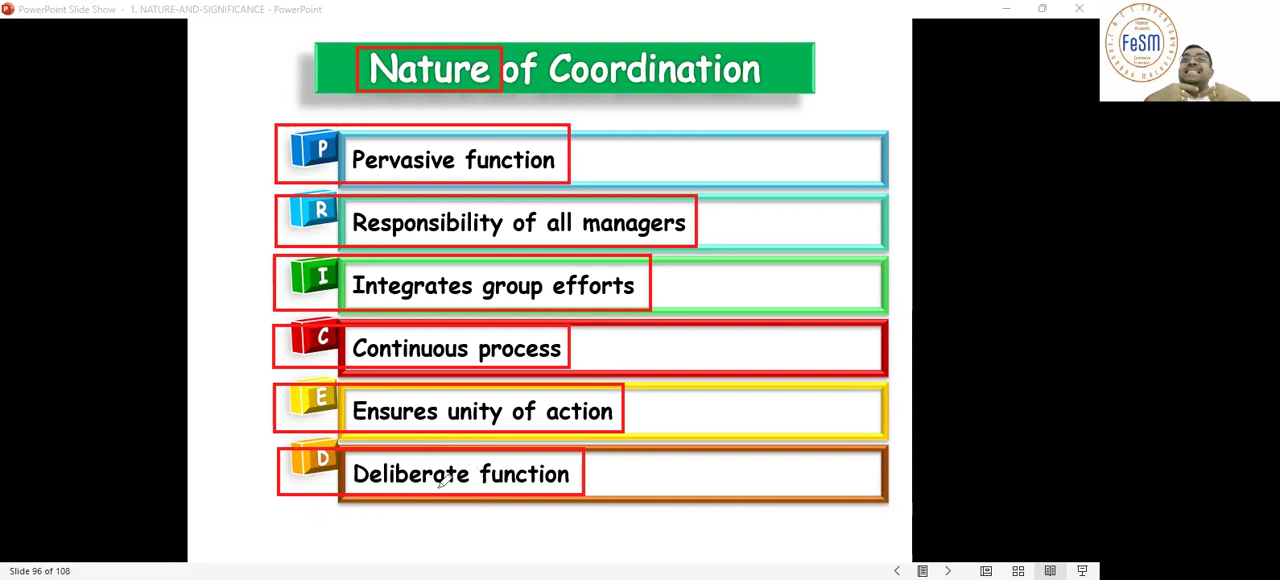 PowerPoint Slide Show - 1. NATURE-AND-SIGNIFICANCE - PowerPoint
FeSM
Nature of Coordination
P
Pervasive function
R
Responsibility of all managers
I
Integrates group efforts
C
Continuous process
E
Ensures unity of action
D
Deliberate function
Slide 96 of 108